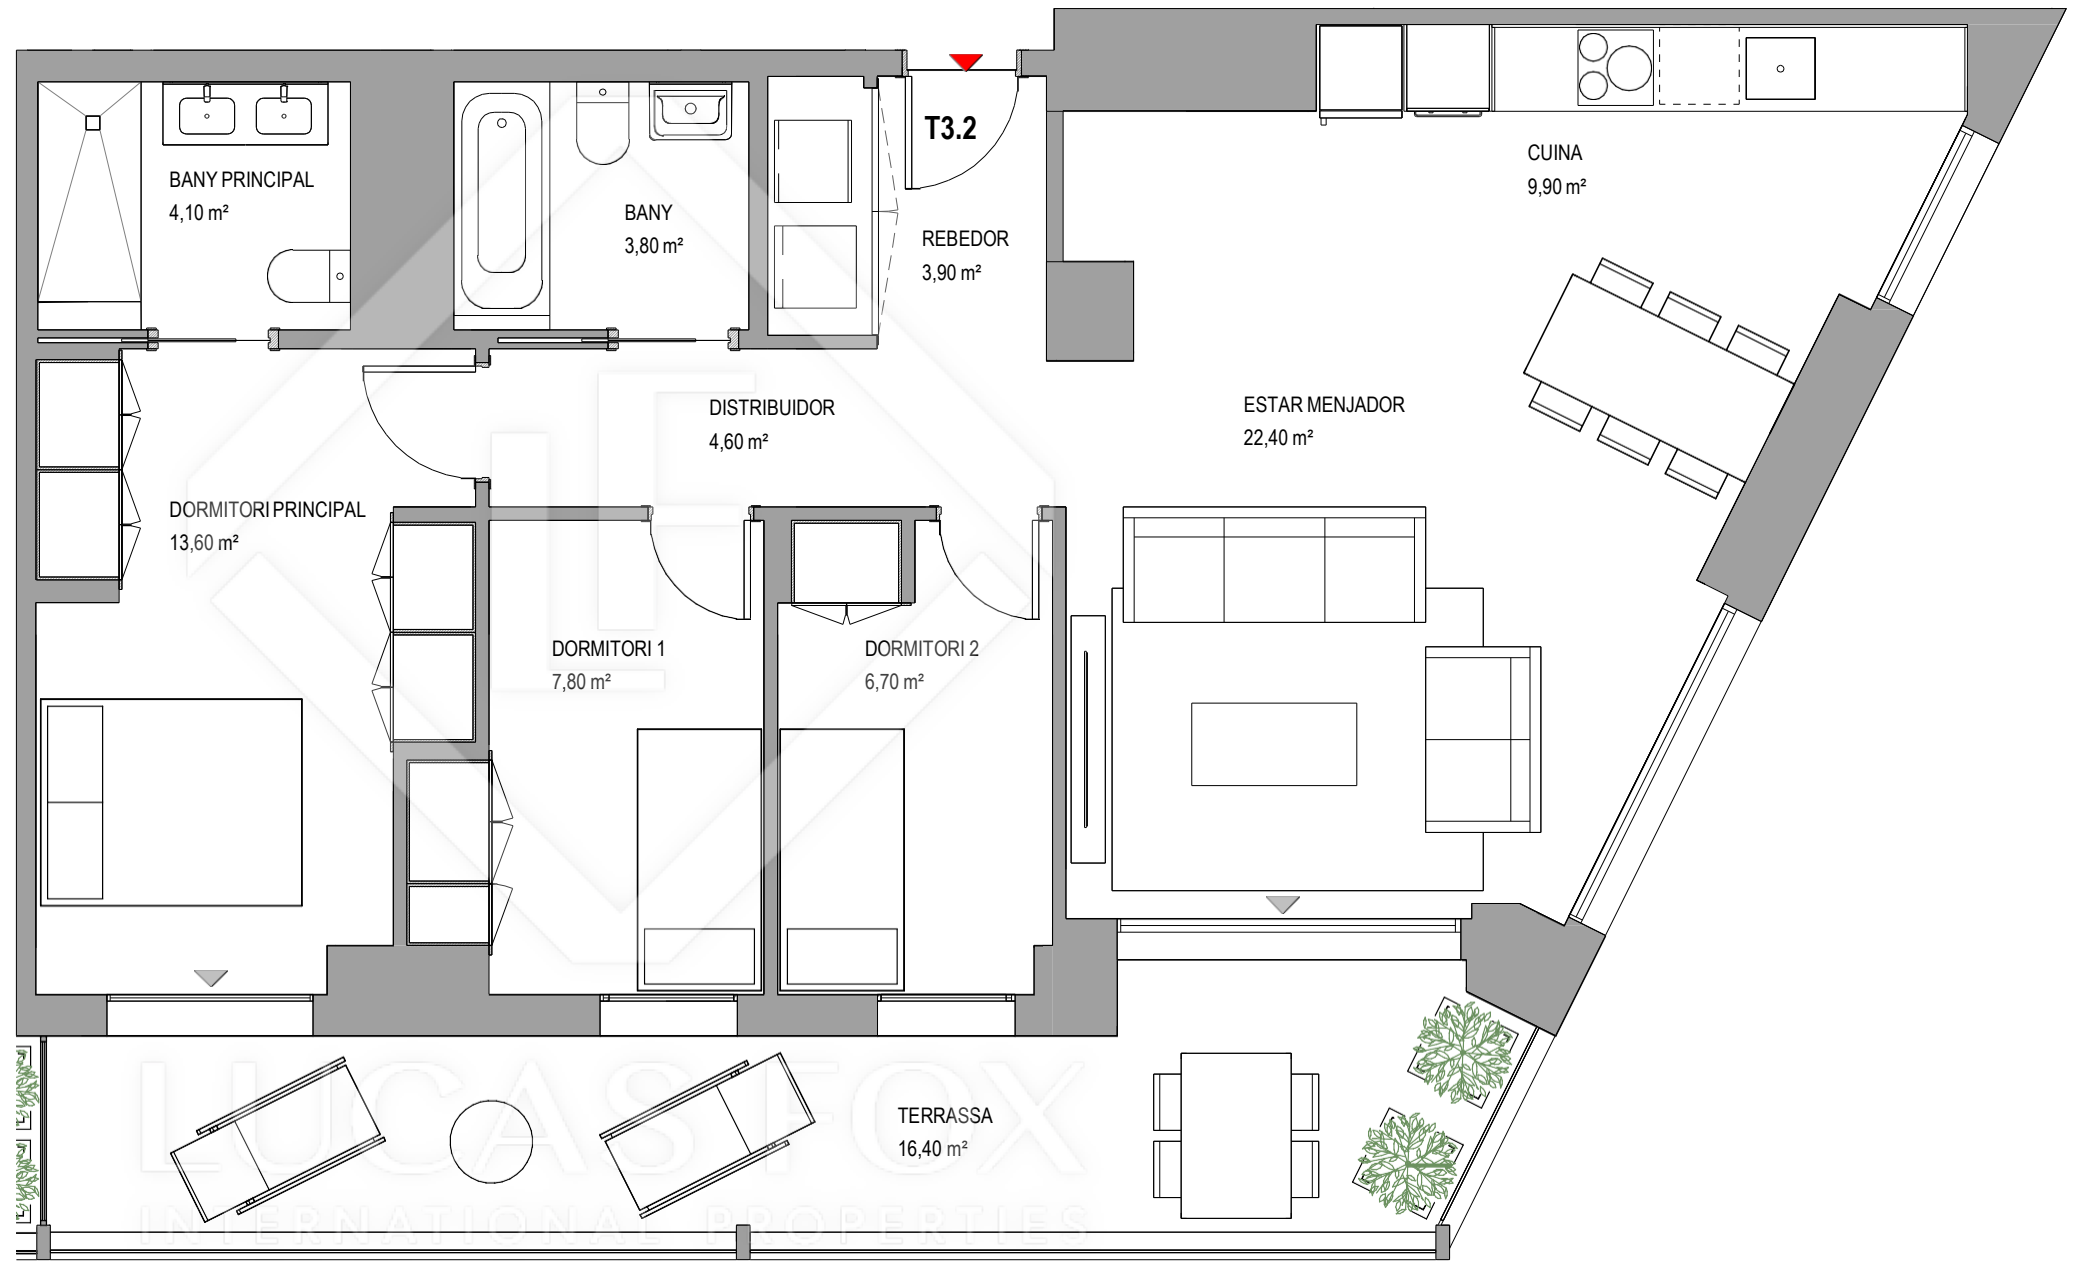 T3.2
CUINA
9,90 m²
BANY PRINCIPAL
4,10 m²
BANY
3,80 m²
REBEDOR
3,90 m²
DISTRIBUIDOR
4,60 m²
ESTAR MENJADOR
22,40 m²
DORMITORI PRINCIPAL
13,60 m²
DORMITORI 1
7,80 m²
DORMITORI 2
6,70 m²
TERRASSA
16,40 m²
LF
LUCAS FOX
INTERNATIONAL PROPERTIES